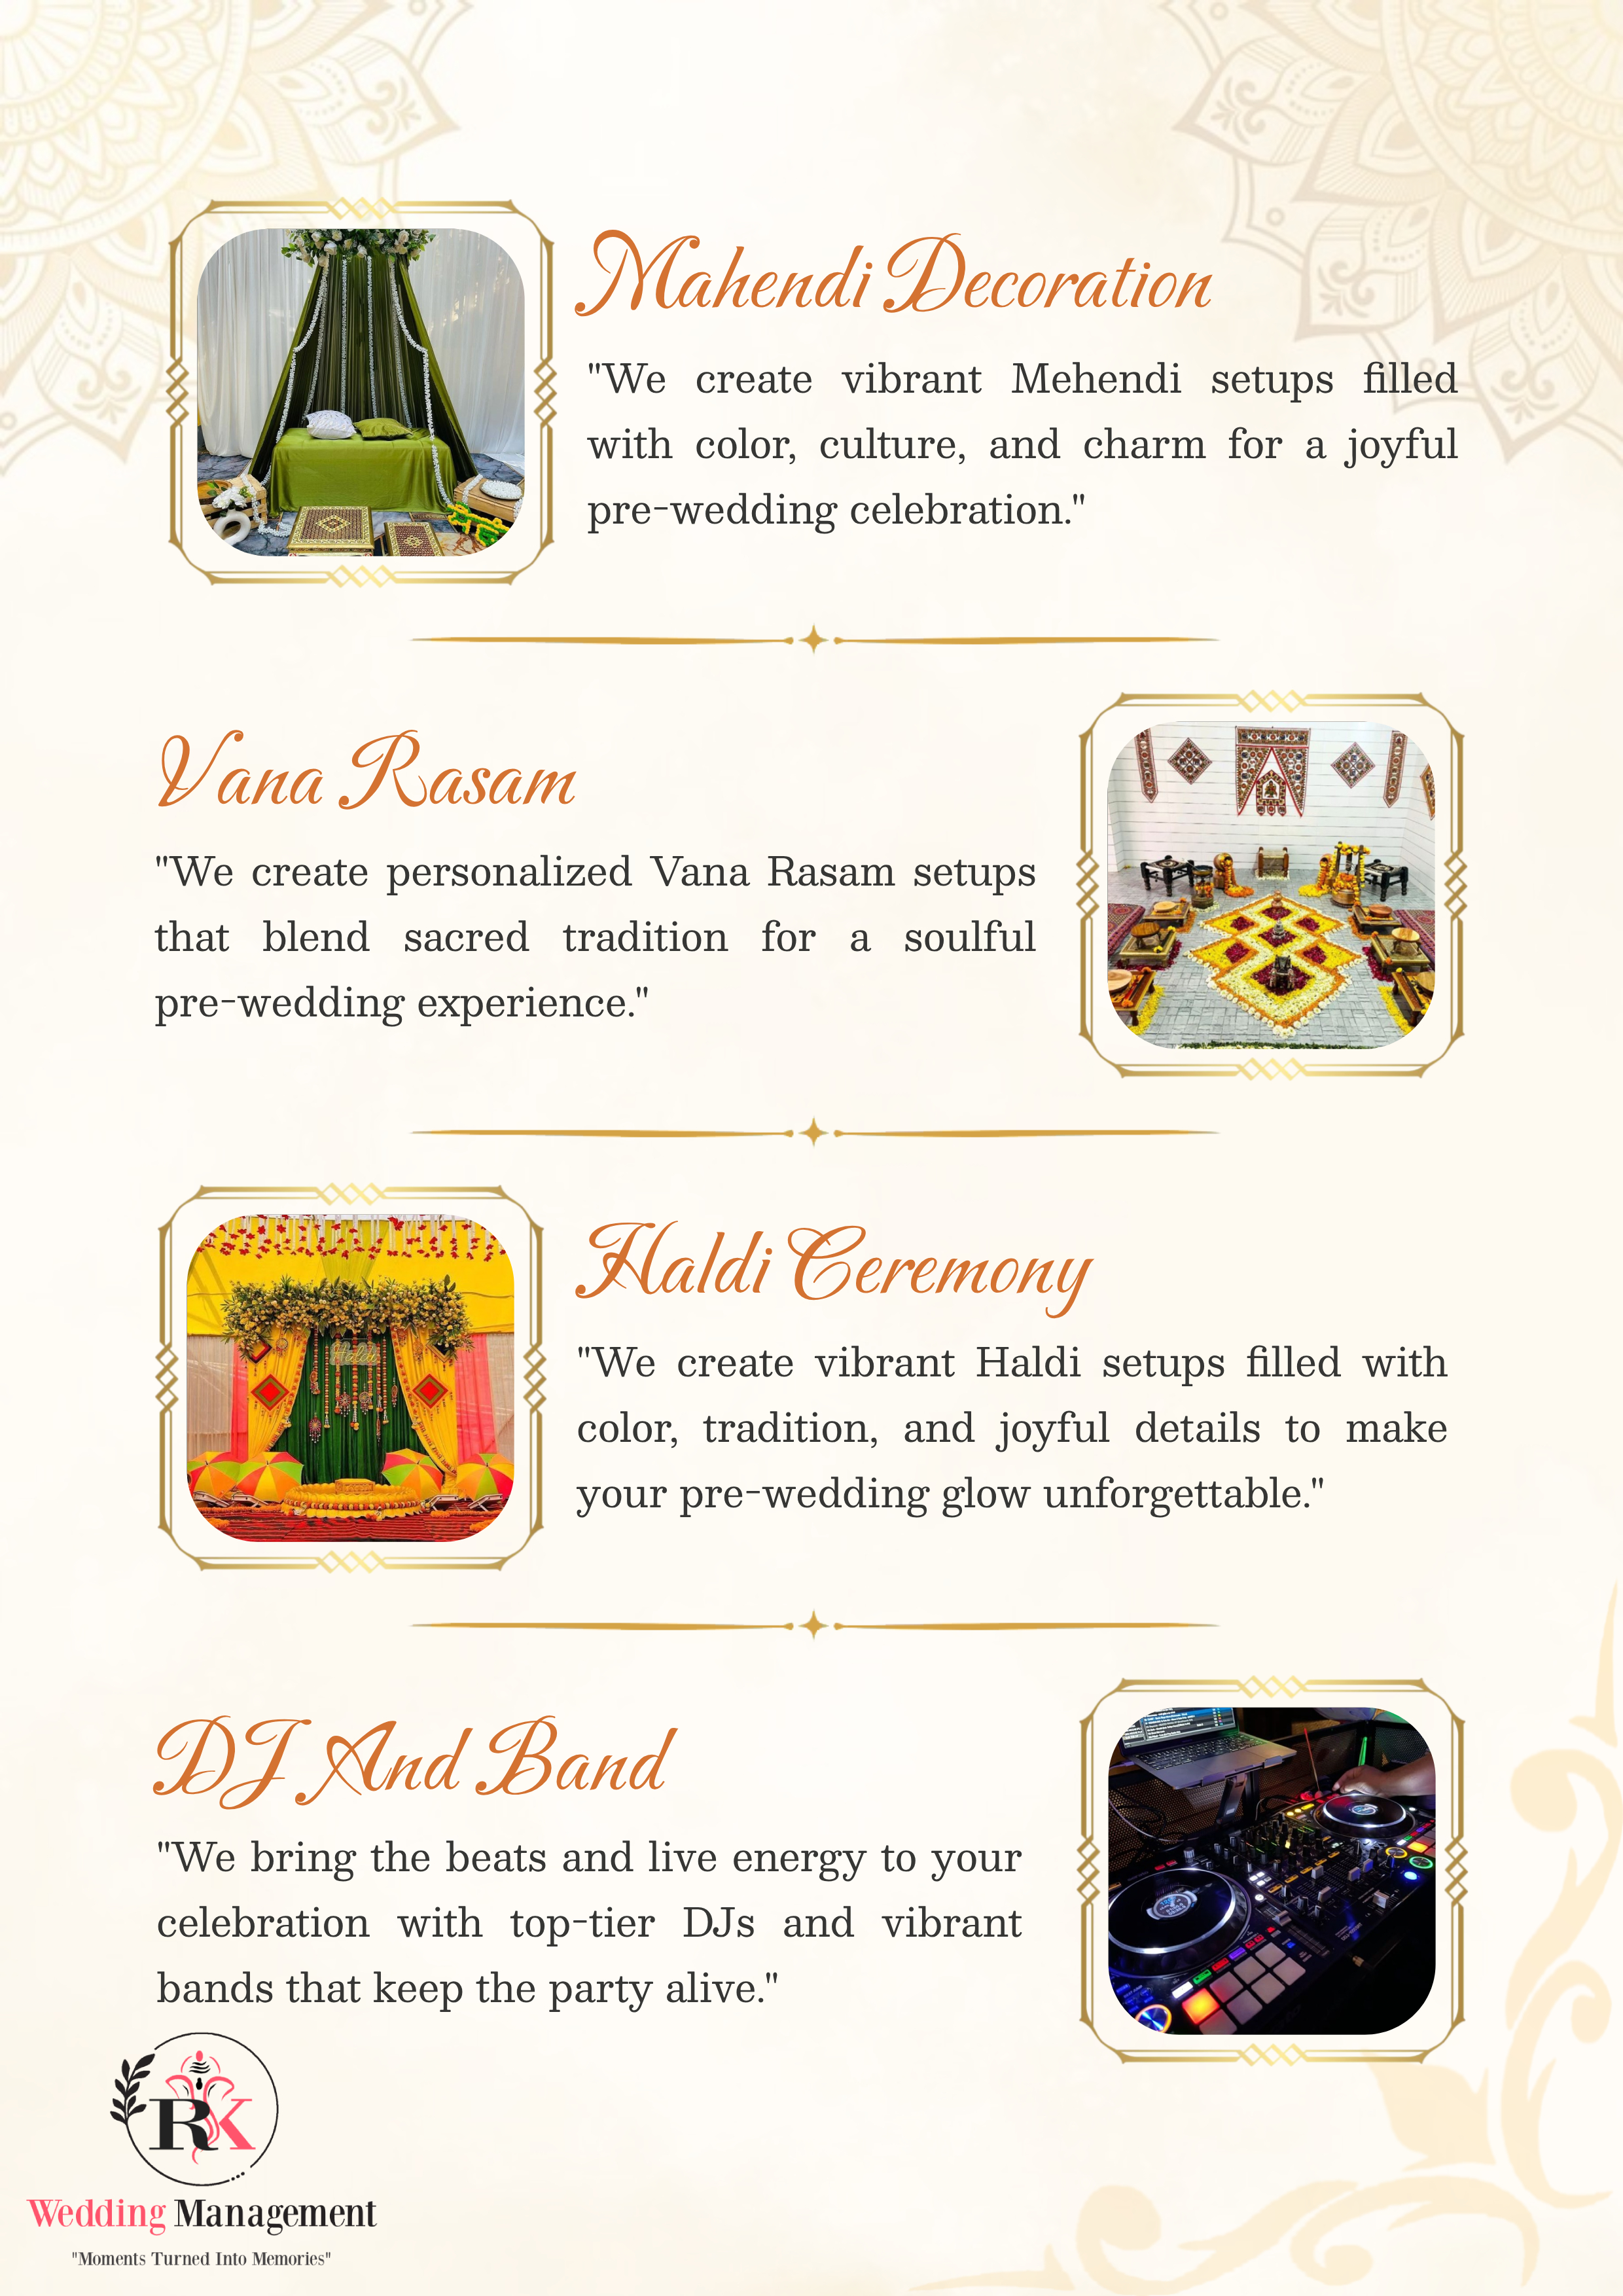 Mahendi Decoration
"We create vibrant Mehendi setups filled
with color, culture, and charm for a joyful
pre-wedding celebration."
Vana Rasam
"We create personalized Vana Rasam setups
that blend sacred tradition for a soulful
pre-wedding experience."
Haldi
Haldi Ceremony
"We create vibrant Haldi setups filled with
color, tradition, and joyful details to make
your pre-wedding glow unforgettable."
DJ And Band
"We bring the beats and live energy to your
celebration with top-tier DJs and vibrant
bands that keep the party alive."
RK
Wedding Management
"Moments Turned Into Memories"